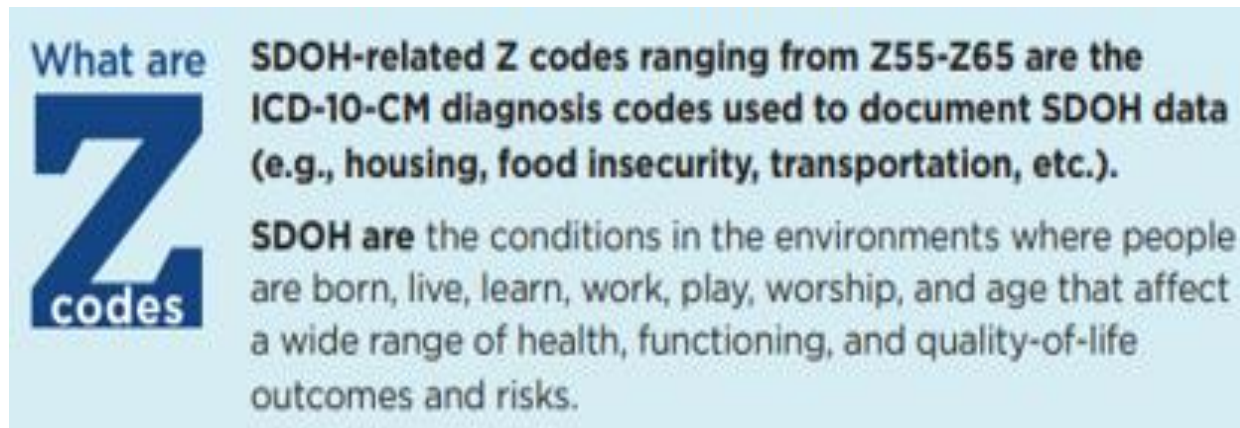 What are
Z
codes
SDOH-related Z codes ranging from Z55-Z65 are the
ICD-10-CM diagnosis codes used to document SDOH data
(e.g., housing, food insecurity, transportation, etc.).
SDOH are the conditions in the environments where people
are born, live, learn, work, play, worship, and age that affect
a wide range of health, functioning, and quality-of-life
outcomes and risks.